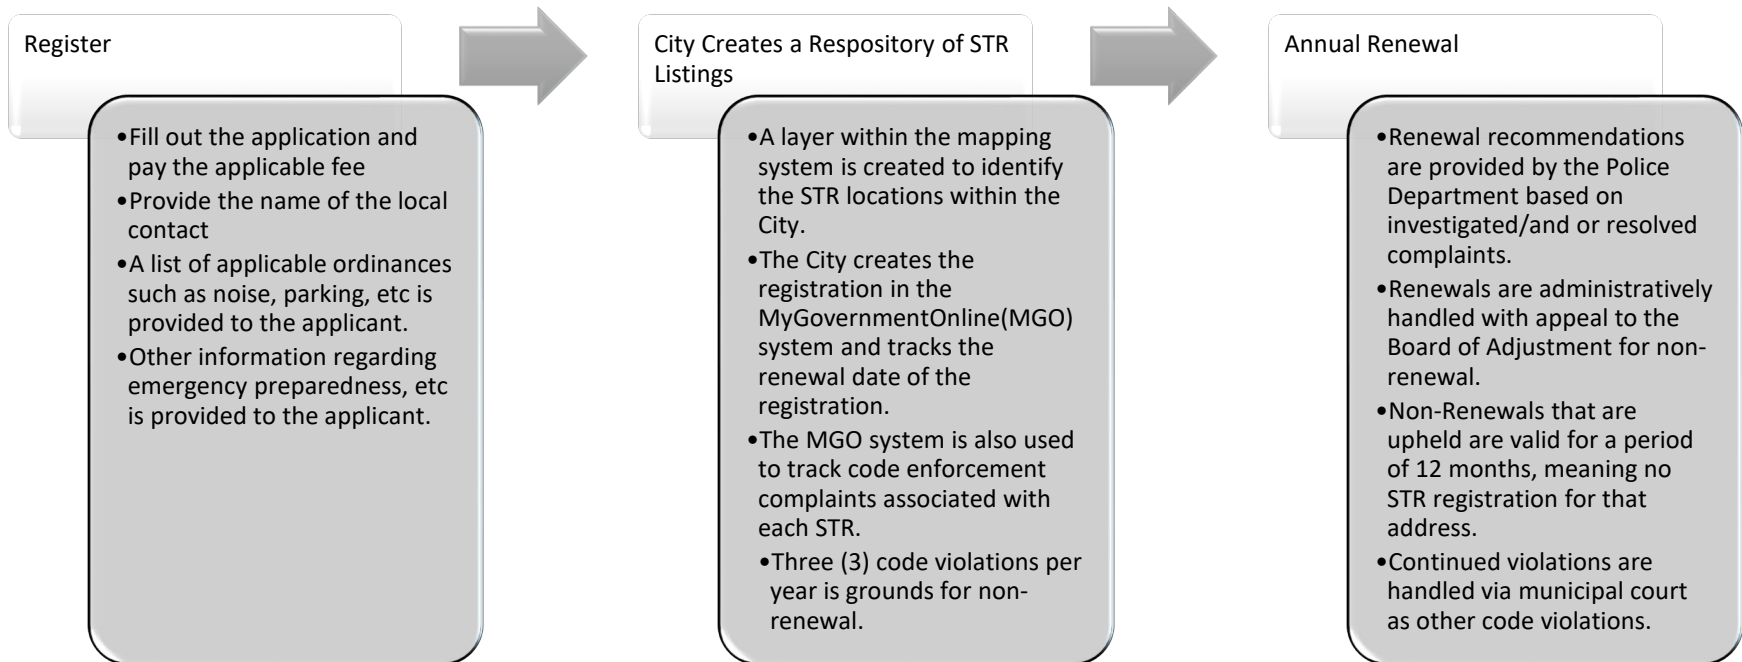 Register
•Fill out the application and
pay the applicable fee
•Provide the name of the local
contact
•A list of applicable ordinances
such as noise, parking, etc is
provided to the applicant.
•Other information regarding
emergency preparedness, etc
is provided to the applicant.
City Creates a Respository of STR
Listings
•A layer within the mapping
system is created to identify
the STR locations within the
City.
•The City creates the
registration in the
MyGovernmentOnline(MGO)
system and tracks the
renewal date of the
registration.
•The MGO system is also used
to track code enforcement
complaints associated with
each STR.
•Three (3) code violations per
year is grounds for non-
renewal.
Annual Renewal
•Renewal recommendations
are provided by the Police
Department based on
investigated/and or resolved
complaints.
•Renewals are administratively
handled with appeal to the
Board of Adjustment for non-
renewal.
•Non-Renewals that are
upheld are valid for a period
of 12 months, meaning no
STR registration for that
address.
•Continued violations are
handled via municipal court
as other code violations.